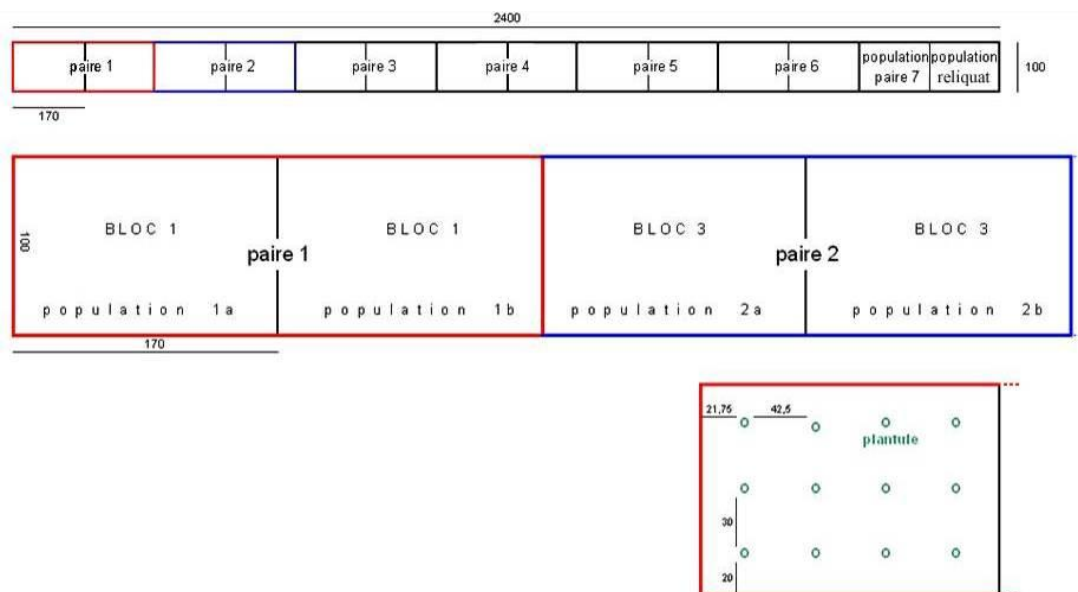 2400
paire 1 paire 2 paire 3 paire 4 paire 5 paire 6 population population
paire 7 reliquat
100
170
BLOC 1 BLOC 1 BLOC 3 BLOC 3
100
paire 1 paire 2
population 1a population 1b population 2a population 2b
170
21,75 42,5
plantule
30
20